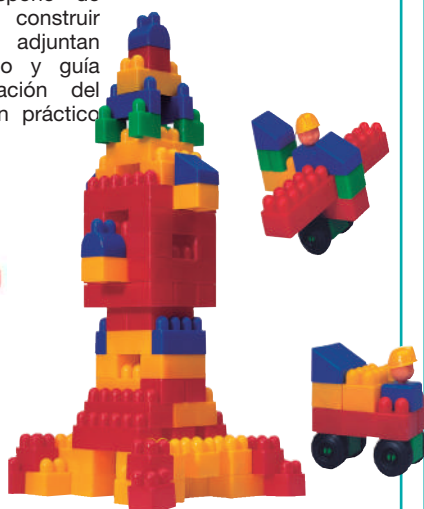 construir
adjuntan
o y guía
ación del
n práctico